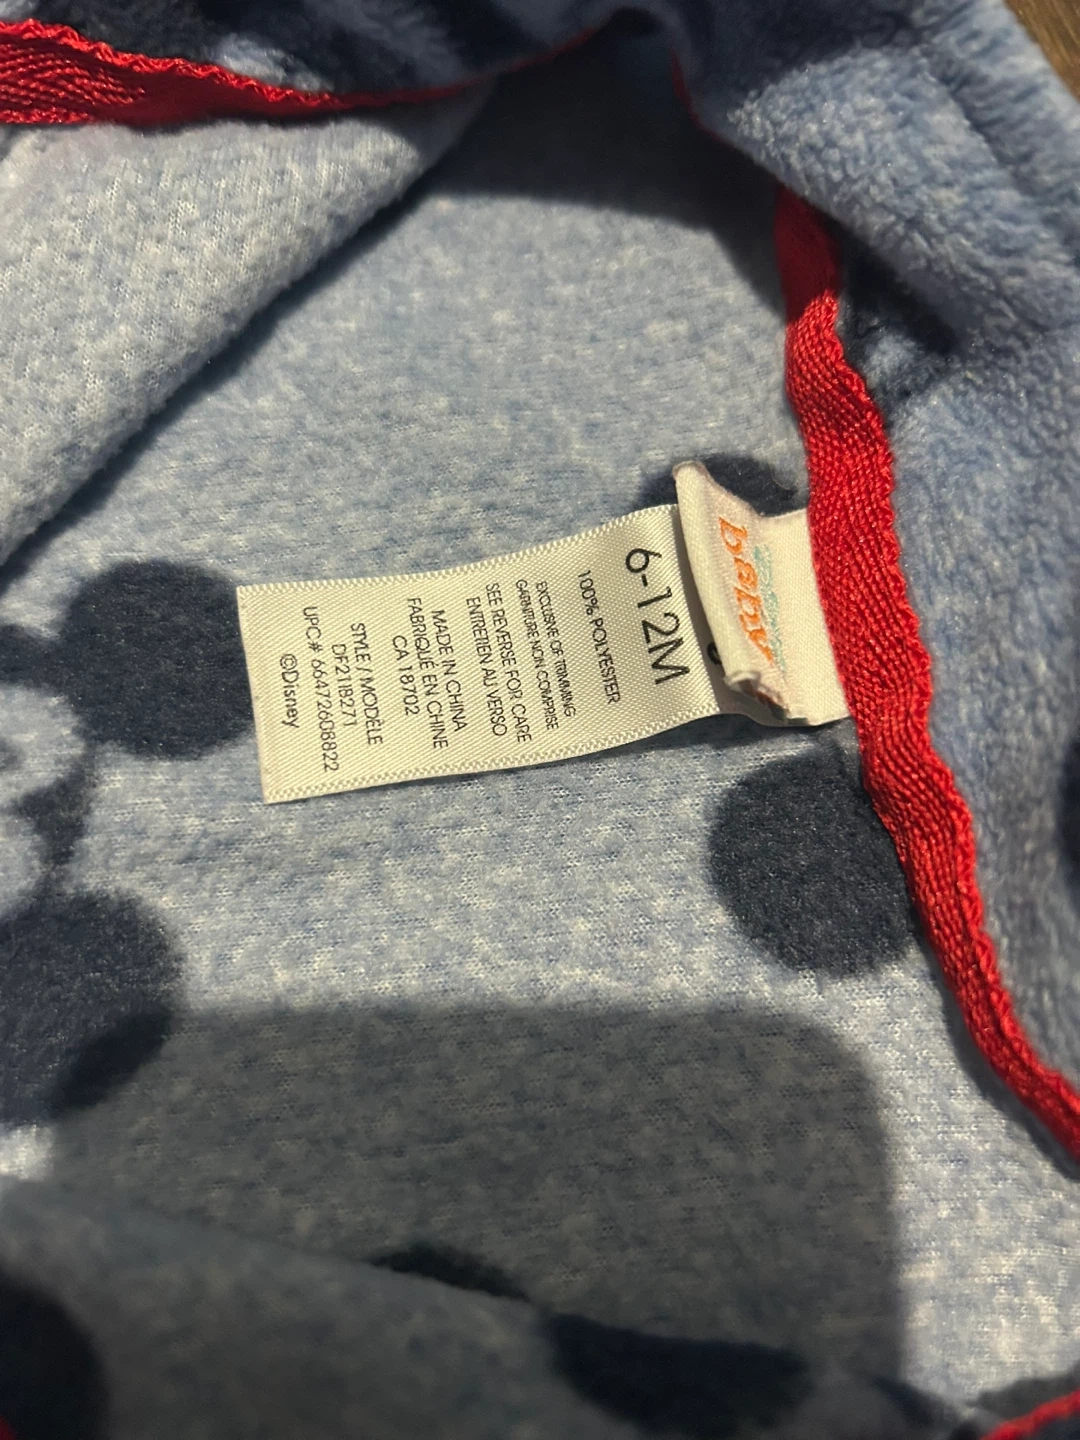 baby
6-12M
100% POLYESTER
EXCLUSIVE OF TRIMMING
GARNITURE NON COMPRISE
SEE REVERSE FOR CARE
ENTRETIEN AU VERSO
MADE IN CHINA
FABRIQUÉ EN CHINE
CA 18702
STYLE / MODÈLE
DF211B271
UPC# 664726088822
©Disney